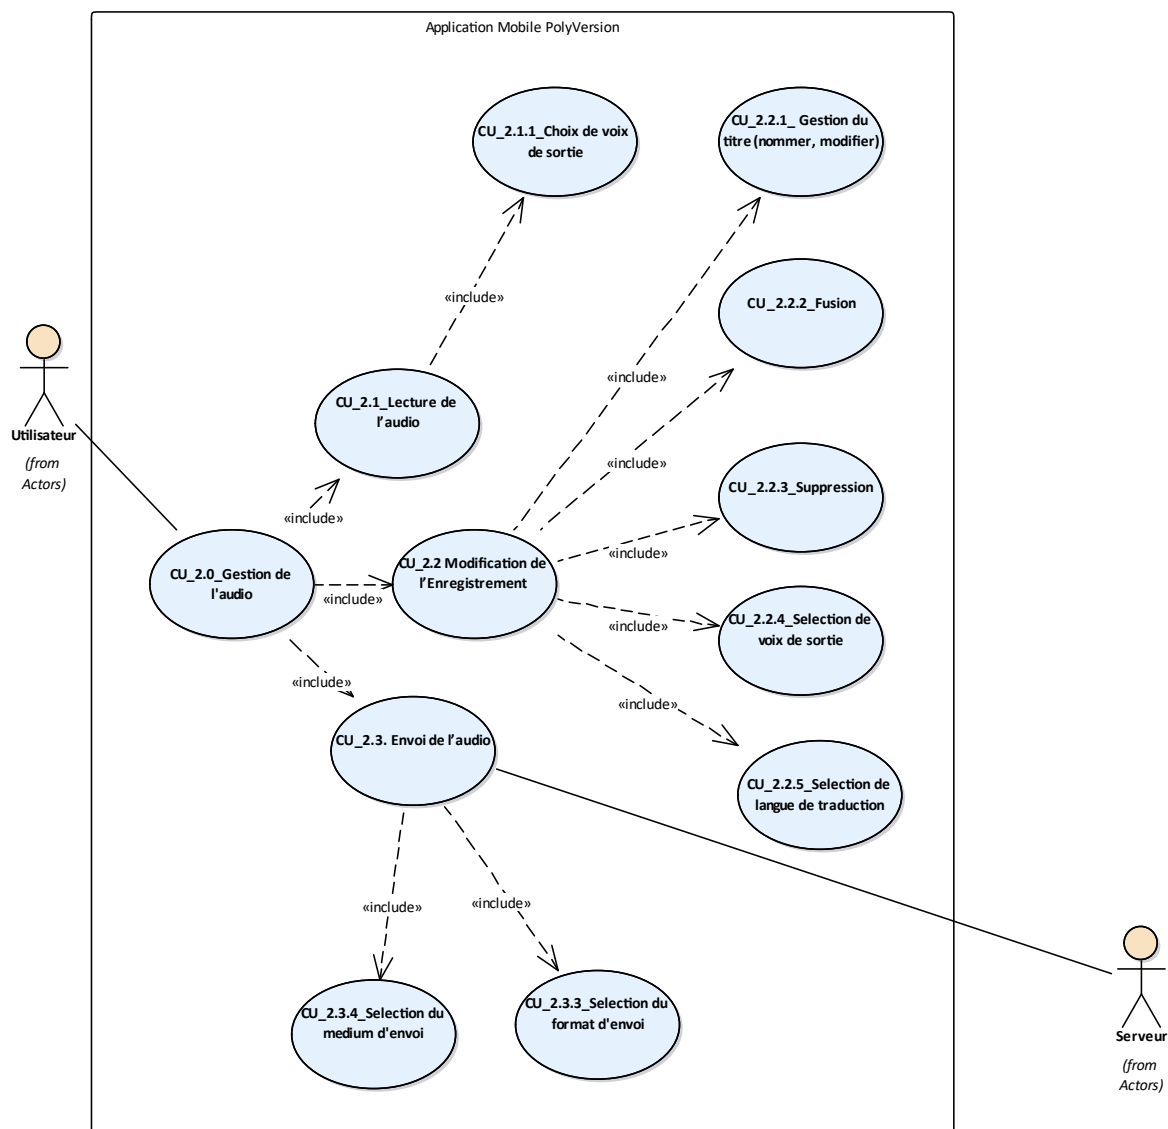 Application Mobile PolyVersion
CU_2.1.1_Choix de voix
de sortie
CU_2.2.1_ Gestion du
titre (nommer, modifier)
«include»
CU_2.2.2_Fusion
Utilisateur
(from
Actors)
CU_2.1_Lecture de
l’audio
«include»
«include»
«include»
CU_2.2.3_Suppression
«include»
CU_2.0_Gestion de
l'audio
«include»
CU_2.2 Modification de
l’Enregistrement
«include»
CU_2.2.4_Selection de
voix de sortie
«include»
«include»
CU_2.3. Envoi de l’audio
«include»
CU_2.2.5_Selection de
langue de traduction
«include»
«include»
CU_2.3.4_Selection du
medium d'envoi
CU_2.3.3_Selection du
format d'envoi
Serveur
(from
Actors)